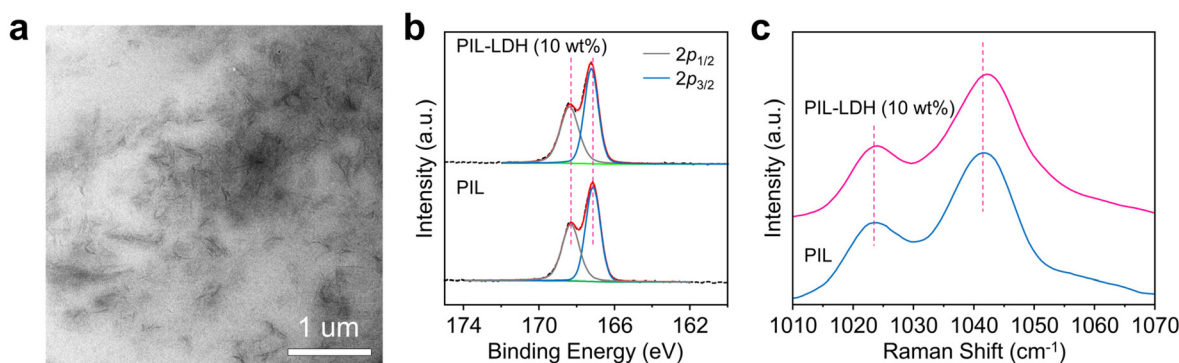 a
1 um
b
PIL-LDH (10 wt%)
2p1/2
2p3/2
PIL
Intensity (a.u.)
175 170 166 162
Binding Energy (eV)
c
PIL-LDH (10 wt%)
PIL
Intensity (a.u.)
1010 1020 1030 1040 1050 1060 1070
Raman Shift (cm-1)